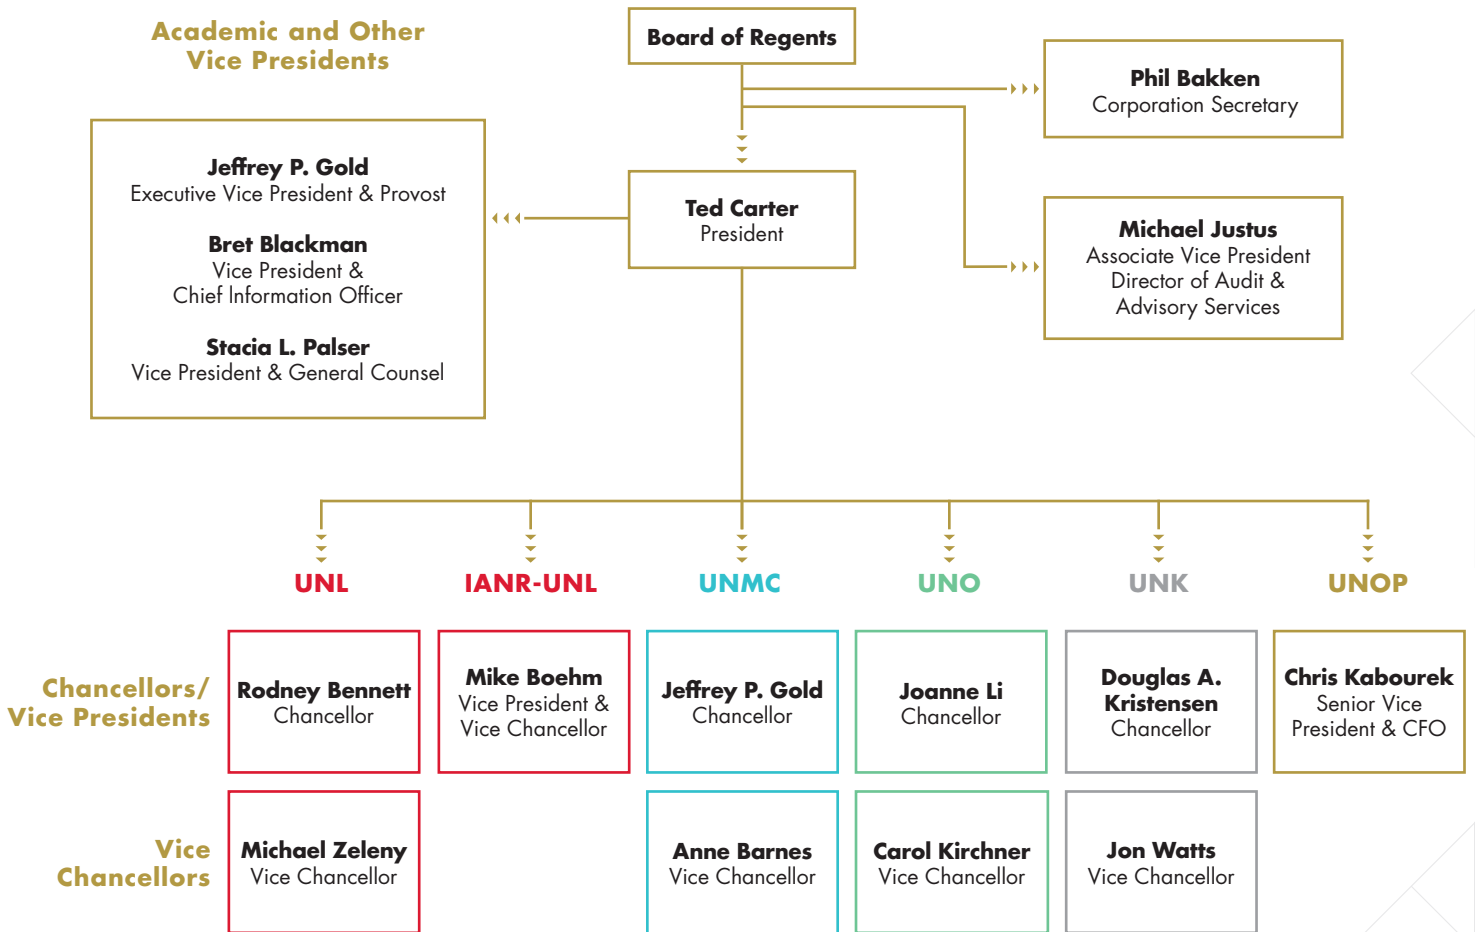 Academic and Other
Vice Presidents
Board of Regents
Phil Bakken
Corporation Secretary
Jeffrey P. Gold
Executive Vice President & Provost
Bret Blackman
Vice President &
Chief Information Officer
Stacia L. Palser
Vice President & General Counsel
Ted Carter
President
Michael Justus
Associate Vice President
Director of Audit &
Advisory Services
UNL
IANR-UNL
UNMC
UNO
UNK
UNOP
Chancellors/
Vice Presidents
Rodney Bennett
Chancellor
Mike Boehm
Vice President &
Vice Chancellor
Jeffrey P. Gold
Chancellor
Joanne Li
Chancellor
Douglas A.
Kristensen
Chancellor
Chris Kabourek
Senior Vice
President & CFO
Vice
Chancellors
Michael Zeleny
Vice Chancellor
Anne Barnes
Vice Chancellor
Carol Kirchner
Vice Chancellor
Jon Watts
Vice Chancellor